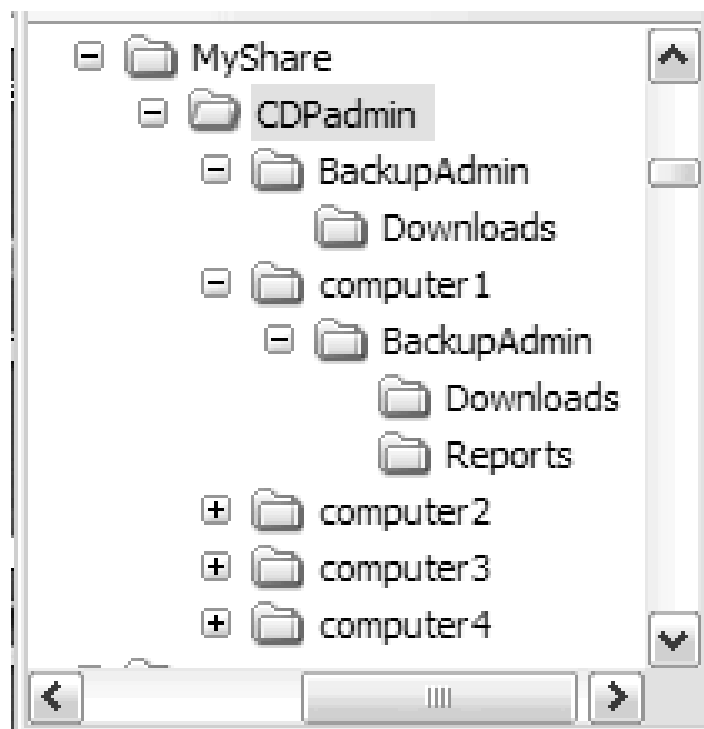 MyShare
CDPadmin
BackupAdmin
Downloads
computer1
BackupAdmin
Downloads
Reports
computer2
computer3
computer4